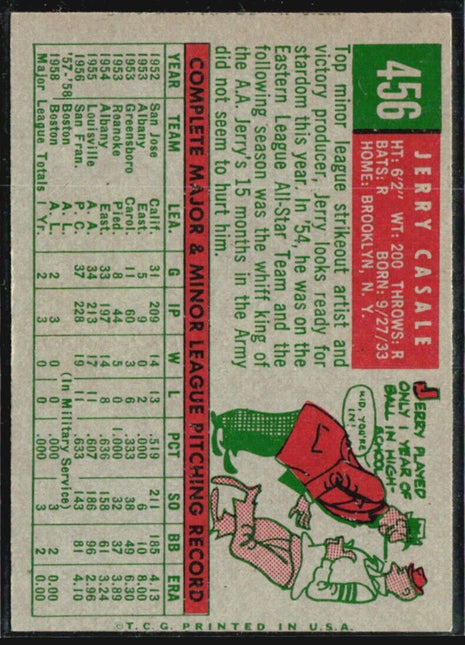 456
JERRY CASALE
HT: 6'2" WT: 200 THROWS: R
BATS: R BORN: 9/27/33
HOME: BROOKLYN, N. Y.
Top minor league strikeout artist and
victory producer, Jerry looks ready for
stardom this year. In '54, he was on the
Eastern League All-Star Team and the
following season was the whiff king of
the A.A. Jerry's 15 months in the Army
did not seem to hurt him.
JERRY PLAYED
ONLY 1 YEAR OF
BALL IN HIGH-
SCHOOL
KID, YOU'RE
IN!
COMPLETE MAJOR & MINOR LEAGUE PITCHING RECORD
YEAR TEAM LEA. G IP W L PCT SO BB ERA
1952 San Jose Calif. 31 209 14 13 .519 211 185 4.13
1953 Albany East. 5 9 0 2 .000 6 10 8.00
1953 Greensboro Carol. 11 60 3 6 .333 38 49 6.30
1953 Roanoke Pied. 8 44 5 0 1.000 32 37 3.89
1954 Albany East. 33 197 14 8 .636 158 61 3.24
1955 Louisville A.A. 34 213 17 11 .607 186 96 2.96
1956 San Fran. P.C. 37 228 19 11 .633 143 81 4.10
'57-'58 Boston A.L. (In Military Service)
1958 Boston A.L. 2 3 0 0 .000 3 2 0.00
Major League Totals 1 Yr. 2 3 0 0 .000 3 2 0.00
©T.C.G. PRINTED IN U.S.A.